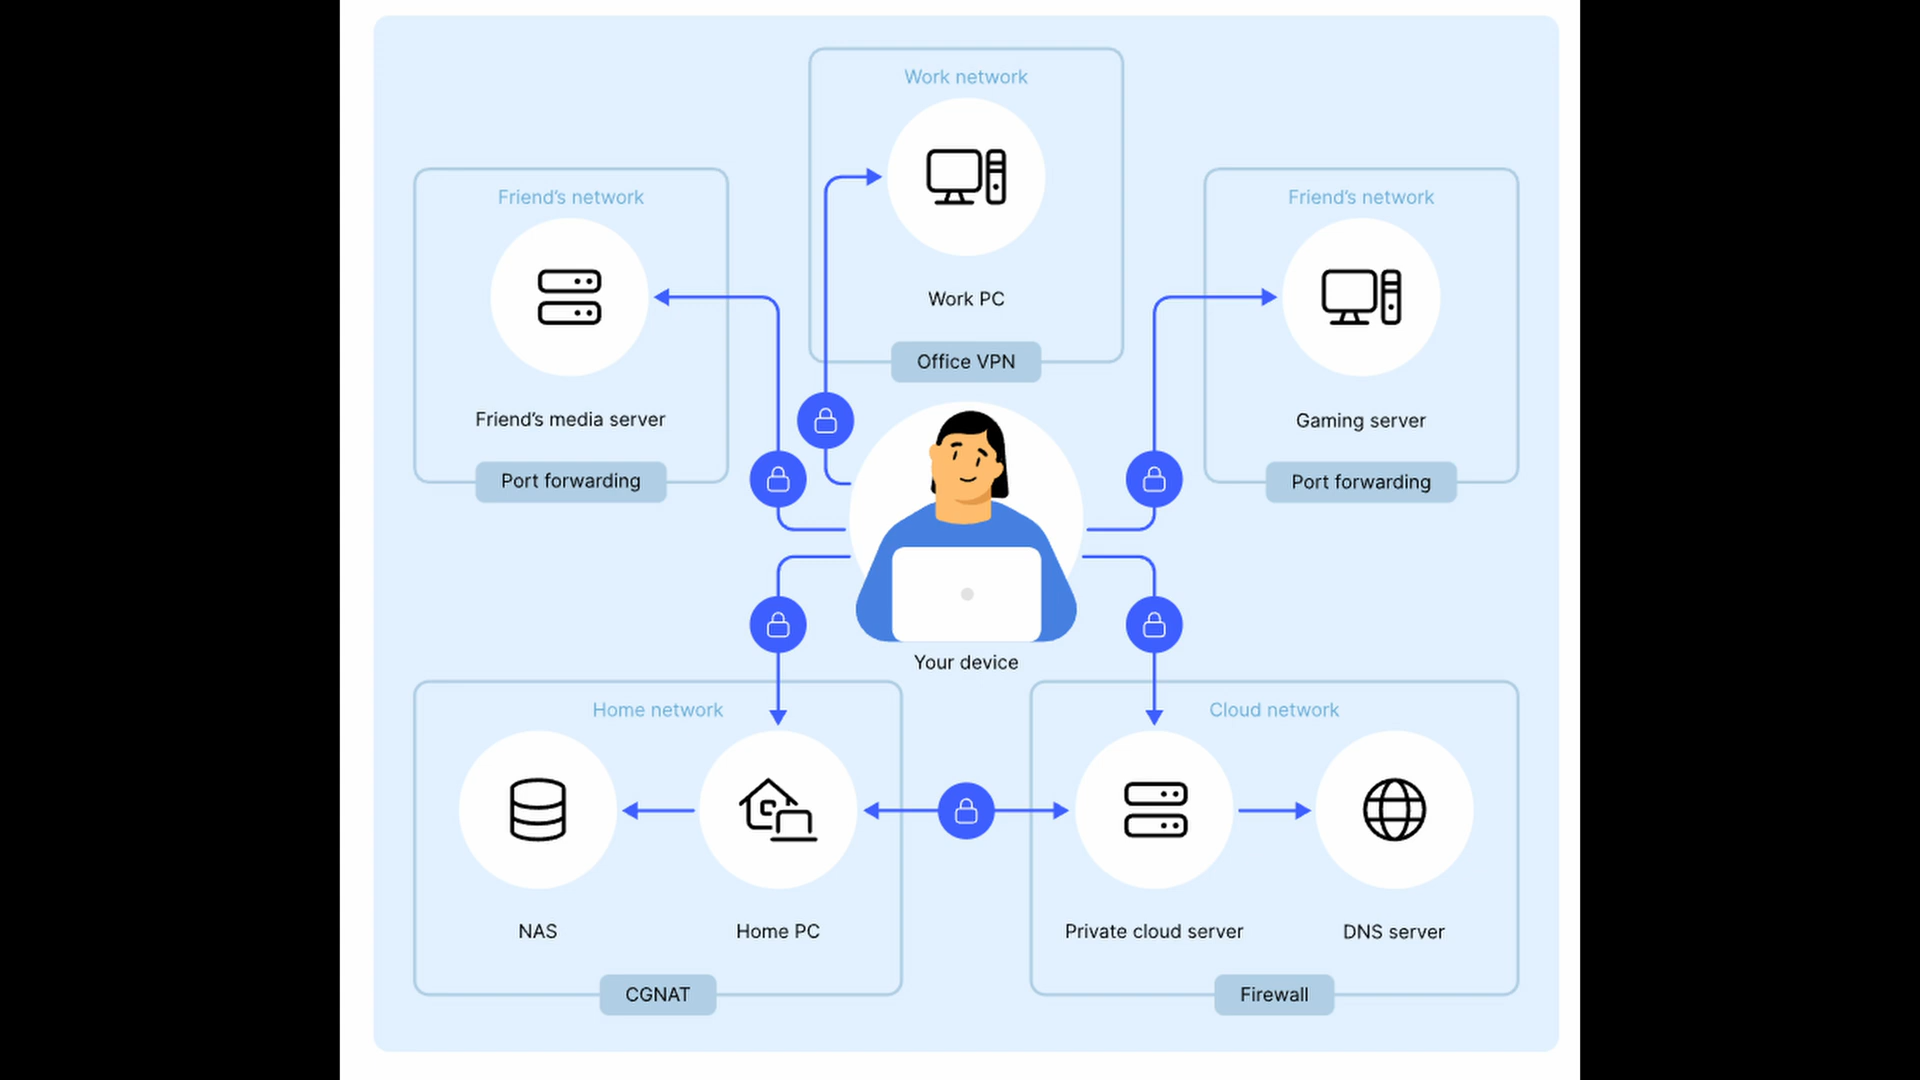 Work network
Work PC
Office VPN
Friend’s network
Friend’s media server
Port forwarding
Friend’s network
Gaming server
Port forwarding
Your device
Home network
NAS
Home PC
CGNAT
Cloud network
Private cloud server
DNS server
Firewall